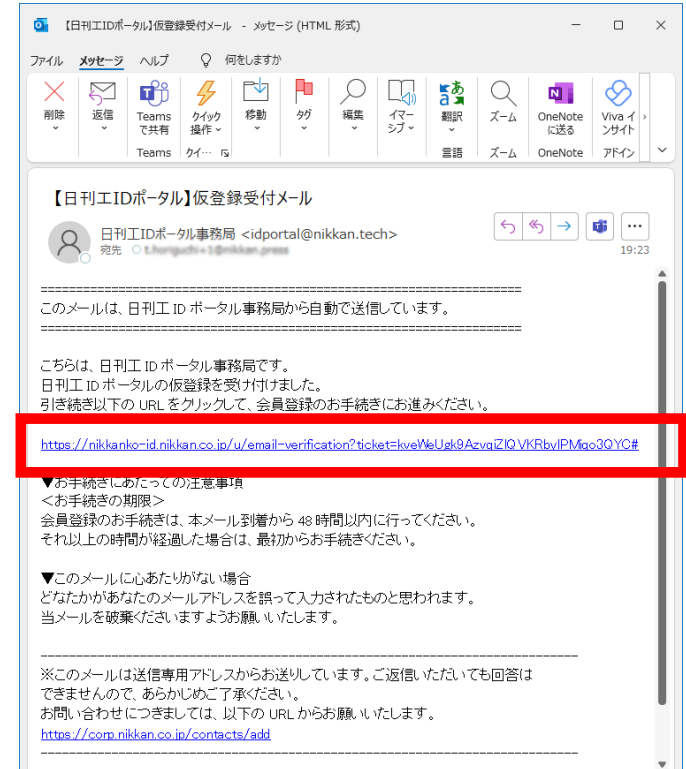 【日刊工IDポータル】仮登録受付メール - メッセージ (HTML 形式)
ファイル メッセージ ヘルプ 何をしますか
削除 返信 Teams で共有 クイック操作 移動 タグ 編集 イマーシブ 翻訳 ズーム OneNote に送る Viva インサイト
Teams クイ… 言語 ズーム OneNote アドイン
【日刊工IDポータル】仮登録受付メール
日刊工IDポータル事務局 <idportal@nikkan.tech>
宛先
19:23
====================================================================
このメールは、日刊工 ID ポータル事務局から自動で送信しています。
====================================================================
こちらは、日刊工 ID ポータル事務局です。
日刊工 ID ポータルの仮登録を受け付けました。
引き続き以下の URL をクリックして、会員登録のお手続きにお進みください。
https://nikkanko-id.nikkan.co.jp/u/email-verification?ticket=kveWeUgk9AzvqiZIQVKRbyIPMiqo3QYC#
▼お手続きにあたっての注意事項
<お手続きの期限>
会員登録のお手続きは、本メール到着から 48 時間以内に行ってください。
それ以上の時間が経過した場合は、最初からお手続きください。
▼このメールに心あたりがない場合
どなたかがあなたのメールアドレスを誤って入力されたものと思われます。
当メールを破棄くださいますようお願いいたします。
----------------------------------------------------------------------------
※このメールは送信専用アドレスからお送りしています。ご返信いただいても回答は
できませんので、あらかじめご了承ください。
お問い合わせにつきましては、以下の URL からお願いいたします。
https://corp.nikkan.co.jp/contacts/add
----------------------------------------------------------------------------